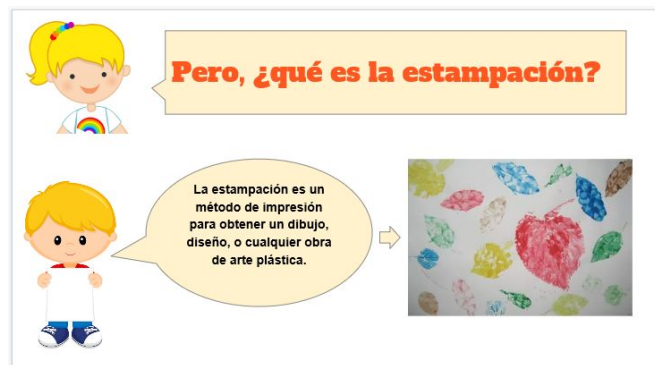 Pero, ¿qué es la estampación?
La estampación es un
método de impresión
para obtener un dibujo,
diseño, o cualquier obra
de arte plástica.